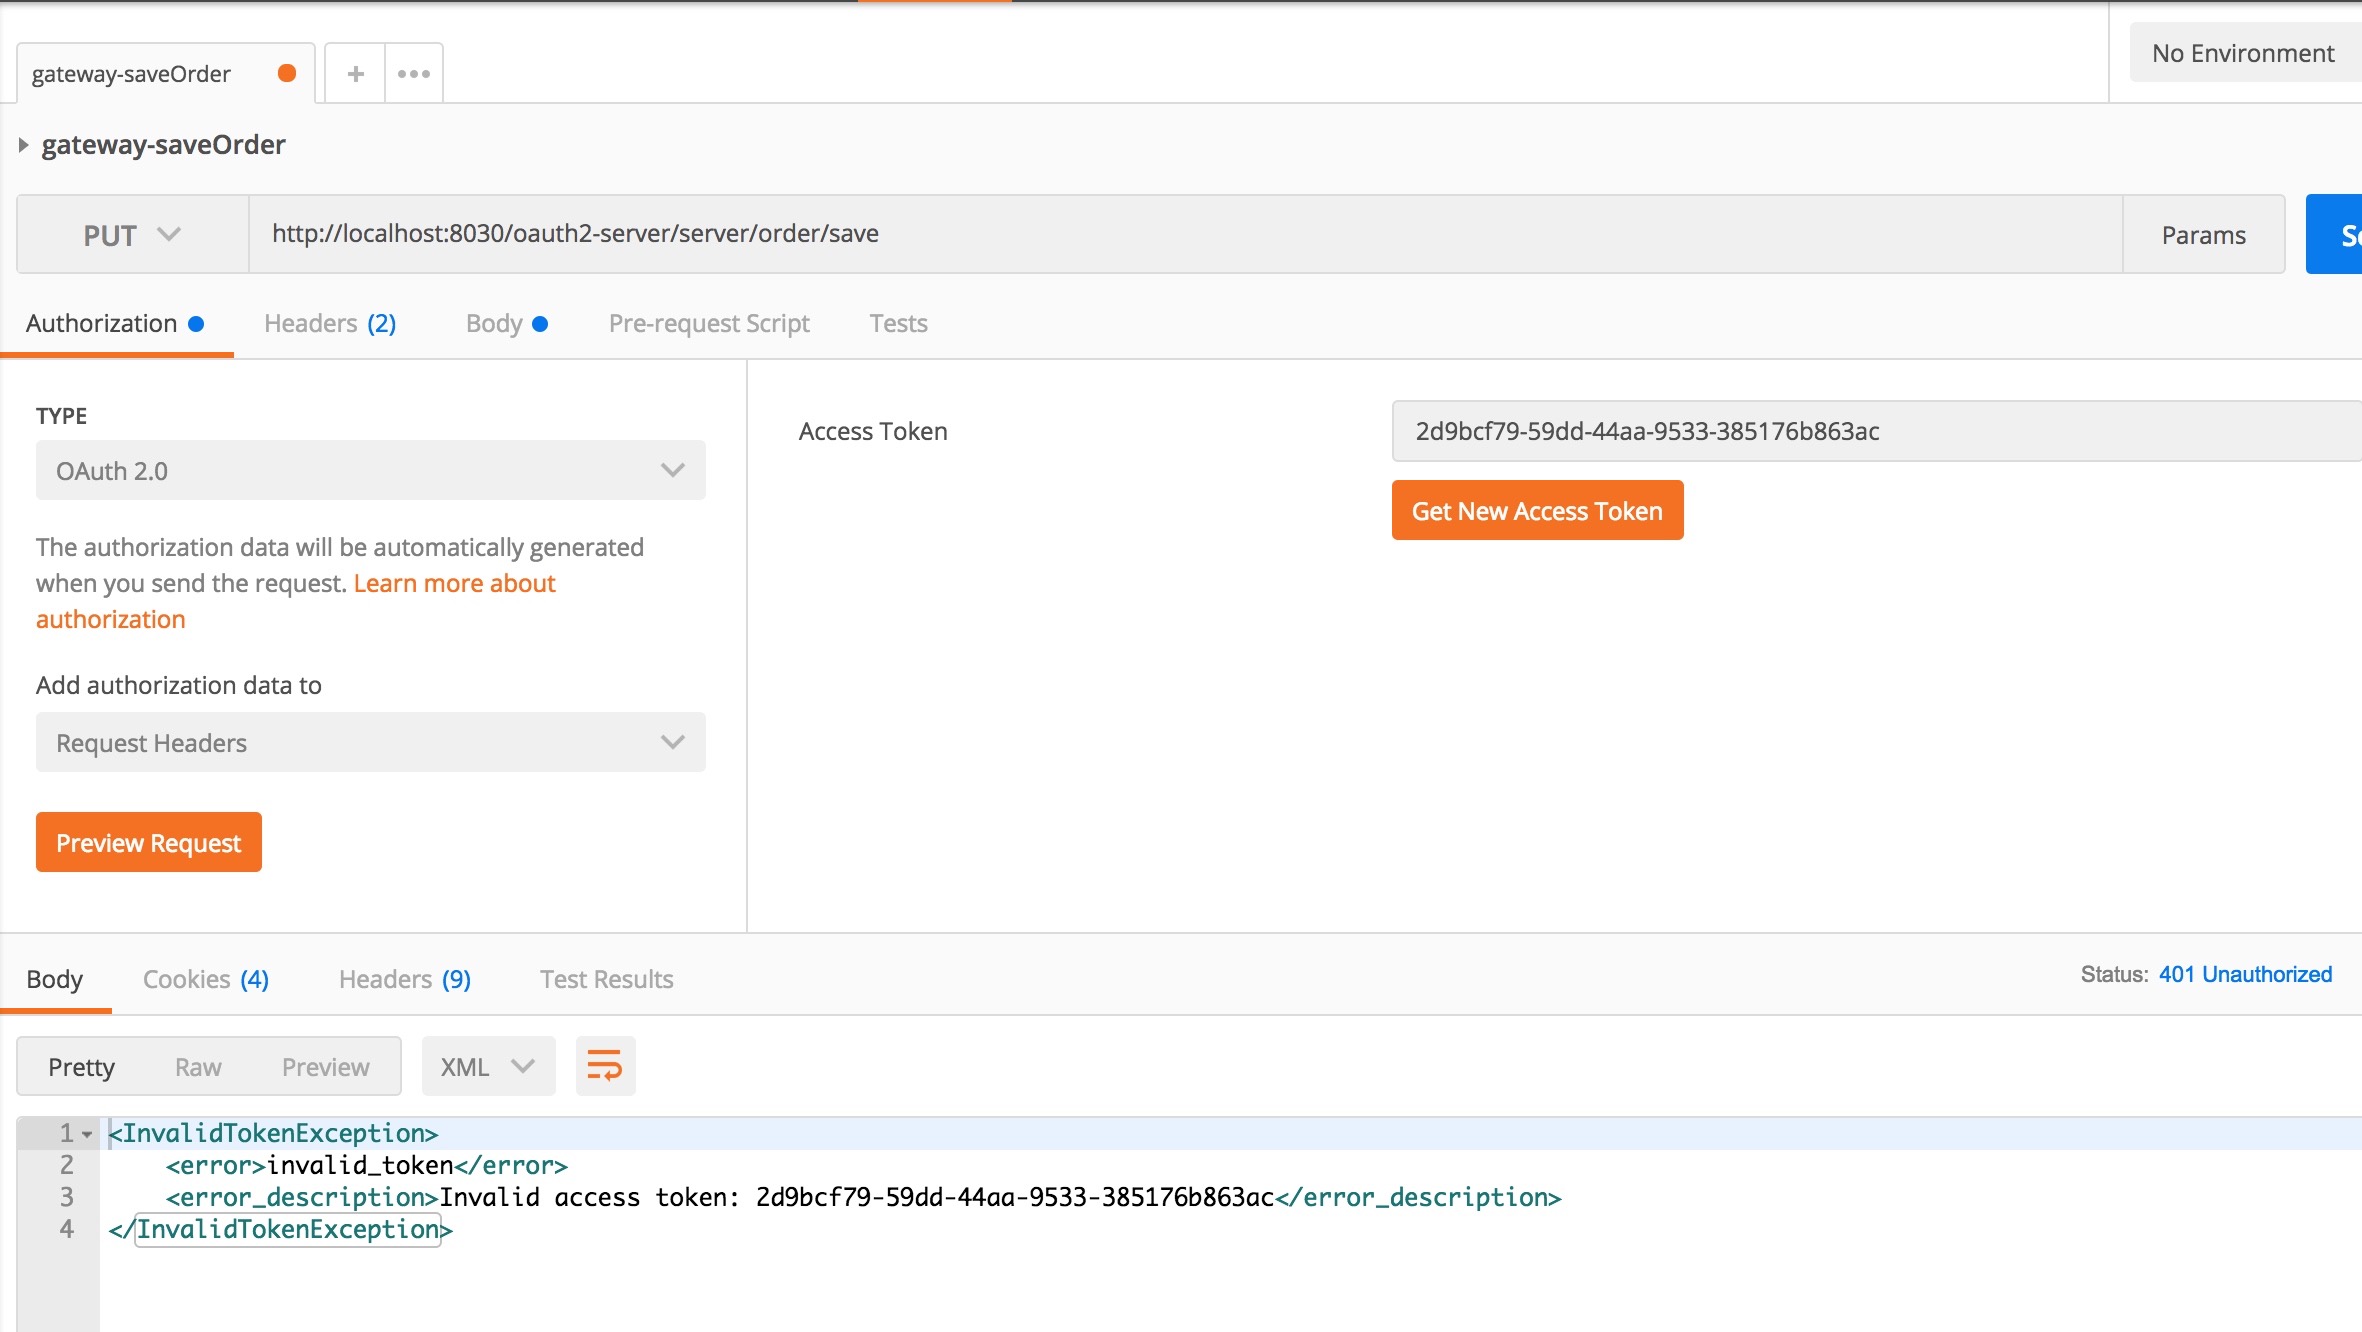 gateway-saveOrder
No Environment
gateway-saveOrder
PUT http://localhost:8030/oauth2-server/server/order/save Params
Authorization Headers (2) Body Pre-request Script Tests
TYPE
OAuth 2.0
The authorization data will be automatically generated
when you send the request. Learn more about
authorization
Add authorization data to
Request Headers
Preview Request
Access Token 2d9bcf79-59dd-44aa-9533-385176b863ac
Get New Access Token
Body Cookies (4) Headers (9) Test Results Status: 401 Unauthorized
Pretty Raw Preview XML
1 <InvalidTokenException>
2 <error>invalid_token</error>
3 <error_description>Invalid access token: 2d9bcf79-59dd-44aa-9533-385176b863ac</error_description>
4 </InvalidTokenException>